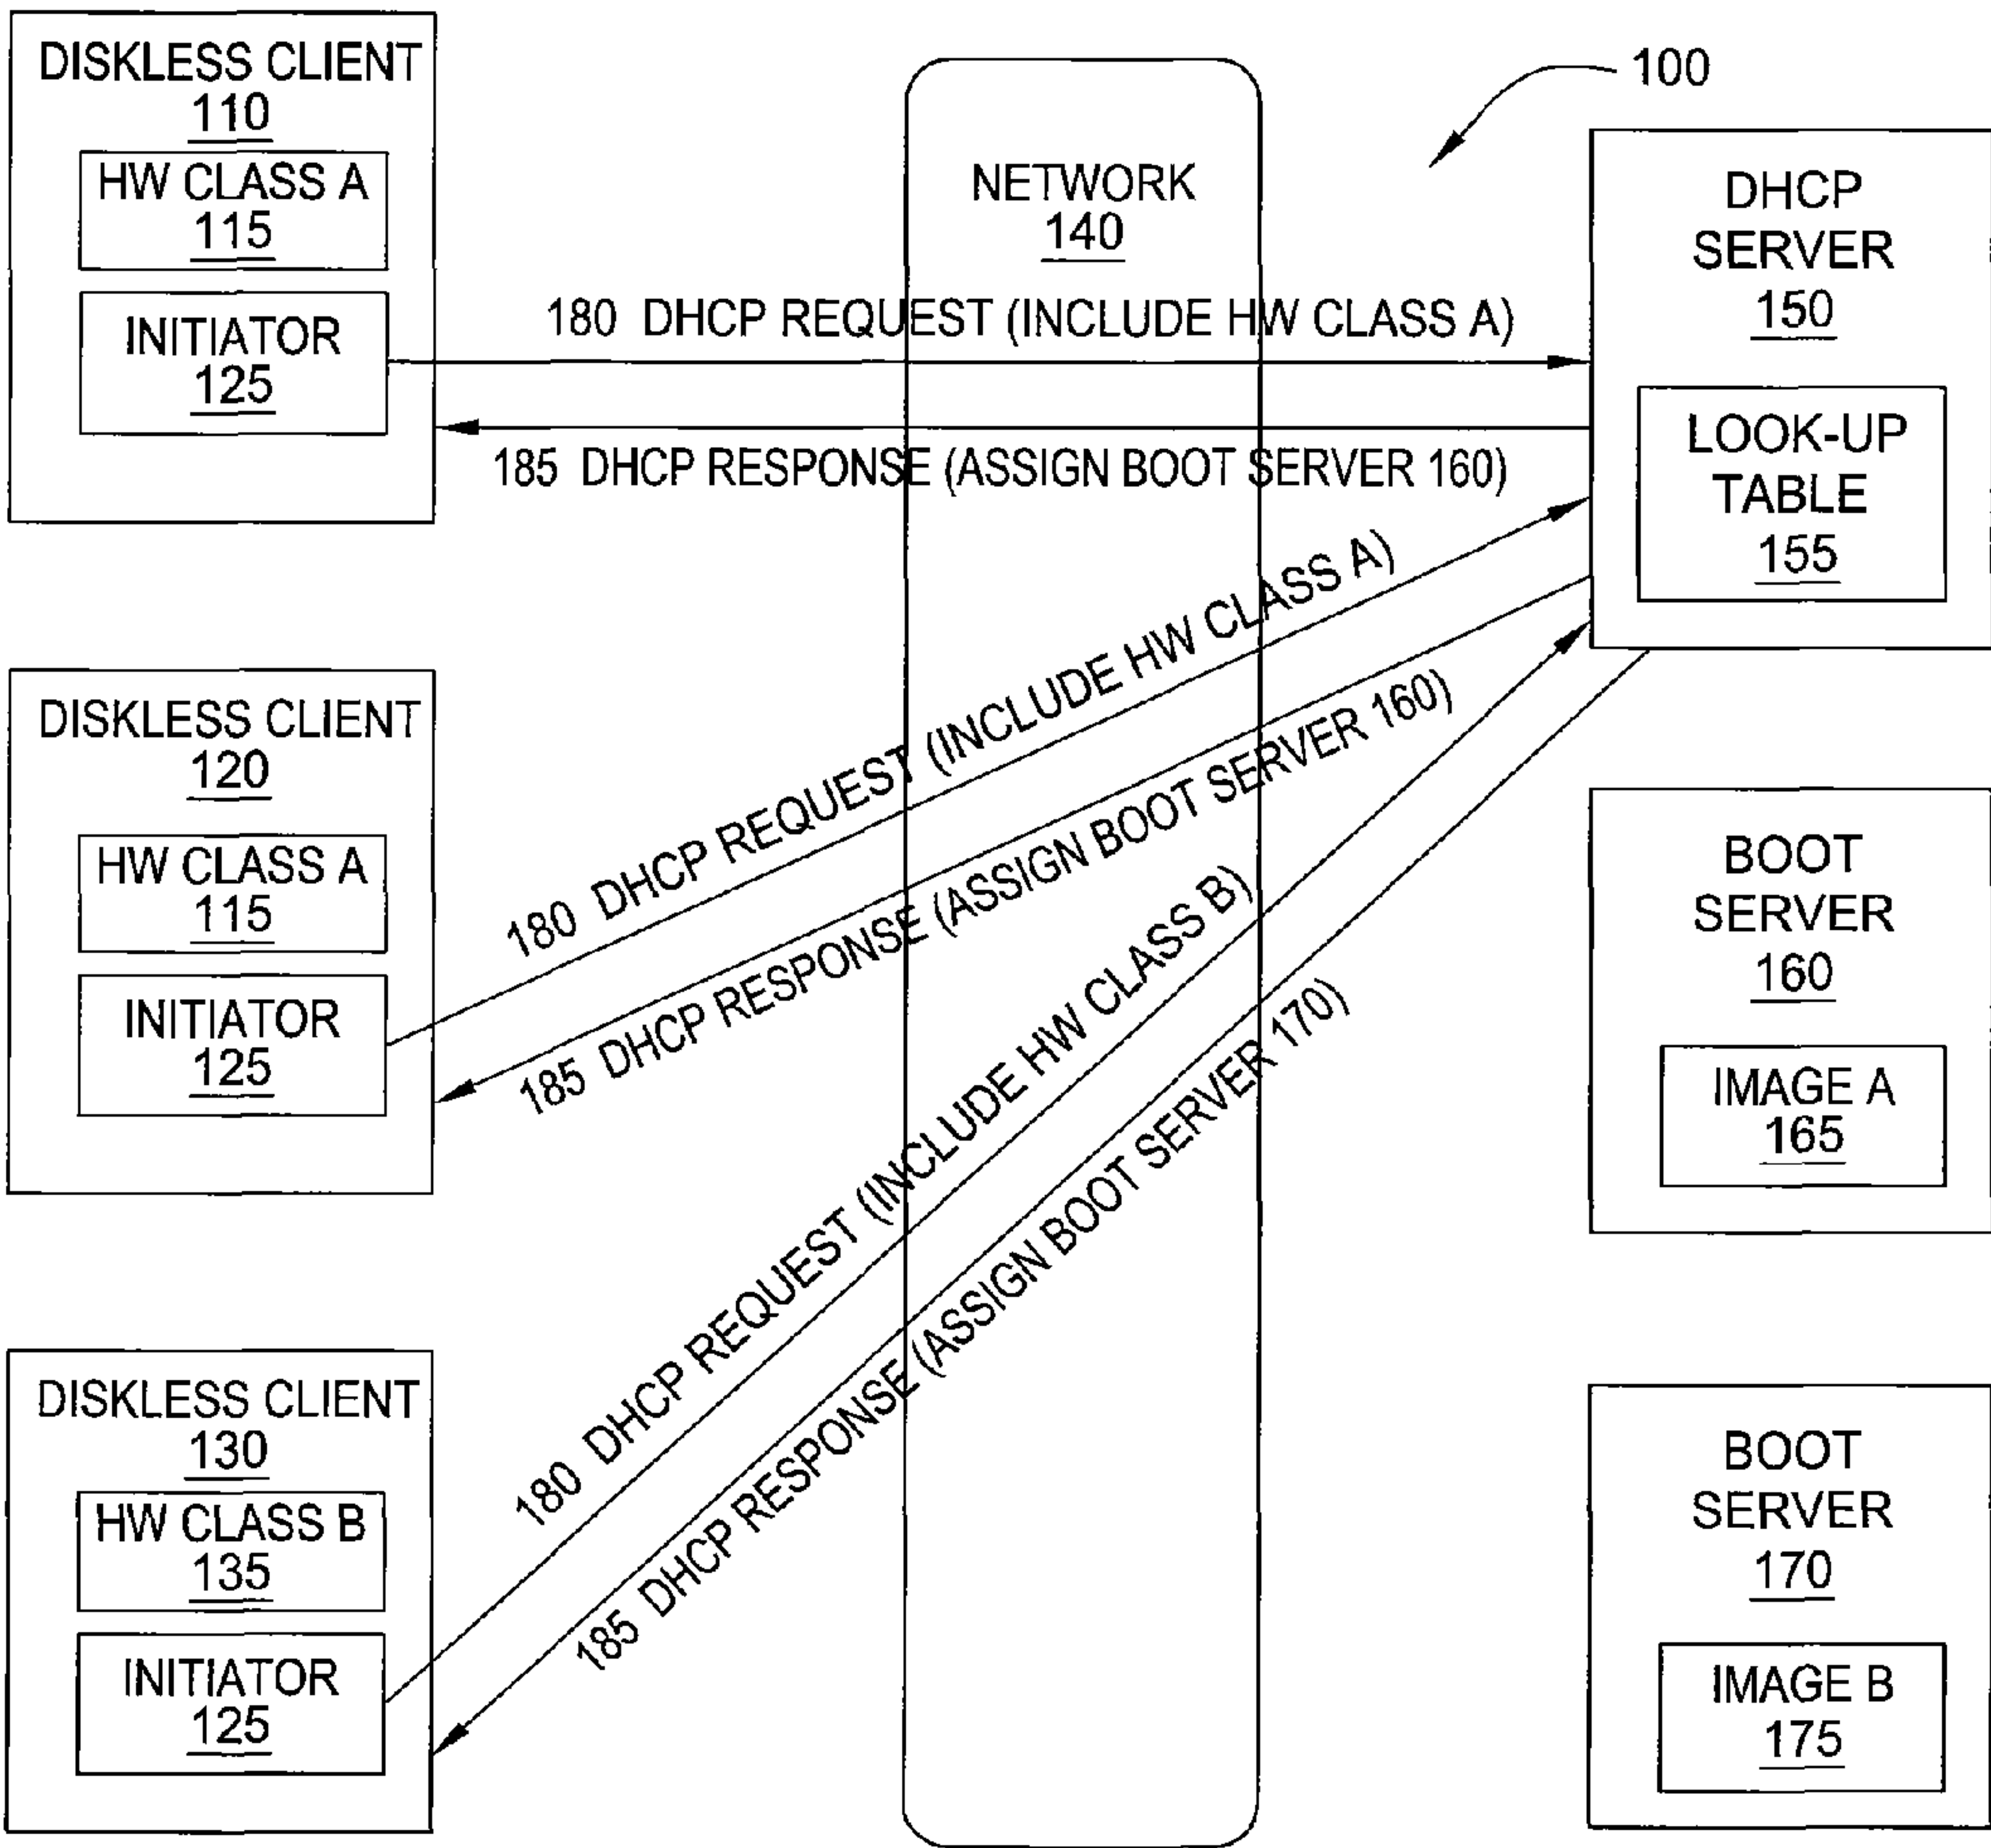 DISKLESS CLIENT
110
HW CLASS A
115
INITIATOR
125
NETWORK
140
100
DHCP
SERVER
150
LOOK-UP
TABLE
155
180 DHCP REQUEST (INCLUDE HW CLASS A)
185 DHCP RESPONSE (ASSIGN BOOT SERVER 160)
DISKLESS CLIENT
120
HW CLASS A
115
INITIATOR
125
180 DHCP REQUEST (INCLUDE HW CLASS A)
185 DHCP RESPONSE (ASSIGN BOOT SERVER 160)
BOOT
SERVER
160
IMAGE A
165
DISKLESS CLIENT
130
HW CLASS B
135
INITIATOR
125
180 DHCP REQUEST (INCLUDE HW CLASS B)
185 DHCP RESPONSE (ASSIGN BOOT SERVER 170)
BOOT
SERVER
170
IMAGE B
175